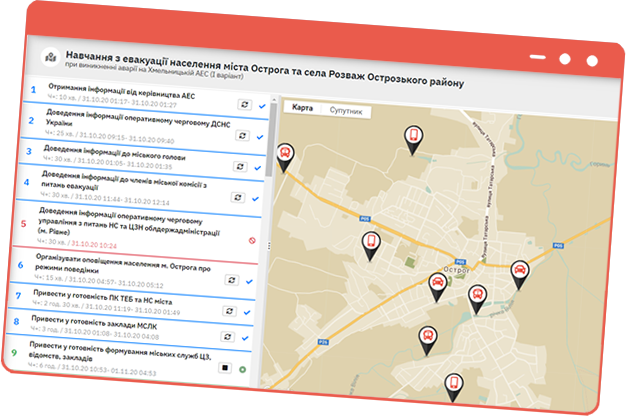 Навчання з евакуації населення міста Острога та села Розваж Острозького району
при виникненні аварії на Хмельницькій АЕС (1 варіант)
1 Отримання інформації від керівництва АЕС
Ч+: 10 хв. / 31.10.20 01:17- 31.10.20 01:27
2 Доведення інформації оперативному черговому ДСНС
України
Ч+: 25 хв. / 31.10.20 09:15- 31.10.20 09:40
3 Доведення інформації до міського голови
Ч+: 30 хв. / 31.10.20 01:05- 31.10.20 01:35
4 Доведення інформації до членів міської комісії з
питань евакуації
Ч+: 30 хв. / 31.10.20 11:44- 31.10.20 12:14
5 Доведення інформації оперативному черговому
управління з питань НС та ЦЗН облдержадміністрації
(м. Рівне)
Ч+: 30 хв. / 31.10.20 10:24
6 Організувати оповіщення населення м. Острога про
режими поведінки
Ч+: 15 хв. / 31.10.20 04:57- 31.10.20 05:12
7 Привести у готовність ПК ТЕБ та НС міста
Ч+: 2 год. 30 хв. / 31.10.20 11:19- 31.10.20 01:49
8 Привести у готовність заклади МСЛК
Ч+: 3 год. / 31.10.20 01:08- 31.10.20 04:08
9 Привести у готовність формування міських служб ЦЗ,
відомств, закладів
Ч+: 6 год. / 31.10.20 10:53- 01.11.20 04:53
Карта
Супутник
вулиця Татарська
вулиця Татарська
P05
P05
P05
Острог